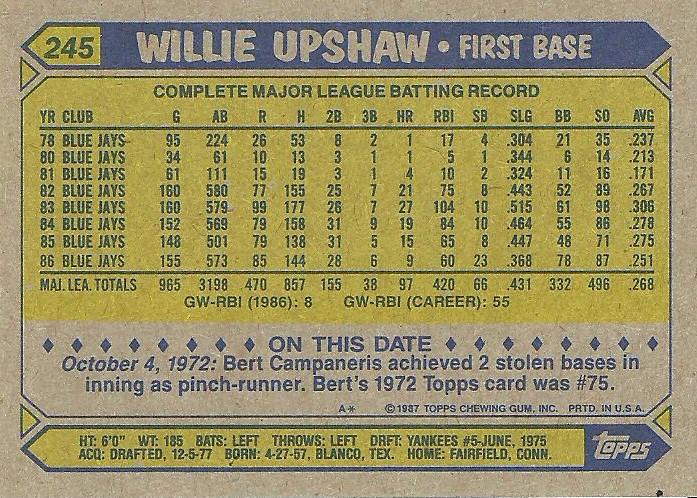 245 WILLIE UPSHAW • FIRST BASE
COMPLETE MAJOR LEAGUE BATTING RECORD
YR CLUB G AB R H 2B 3B HR RBI SB SLG BB SO AVG
78 BLUE JAYS 95 224 26 53 8 2 1 17 4 .304 21 35 .237
80 BLUE JAYS 34 61 10 13 3 1 1 5 1 .344 6 14 .213
81 BLUE JAYS 61 111 15 19 3 1 4 10 2 .324 11 16 .171
82 BLUE JAYS 160 580 77 155 25 7 21 75 8 .443 52 89 .267
83 BLUE JAYS 160 579 99 177 26 7 27 104 10 .515 61 98 .306
84 BLUE JAYS 152 569 79 158 31 9 19 84 10 .464 55 86 .278
85 BLUE JAYS 148 501 79 138 31 5 15 65 8 .447 48 71 .275
86 BLUE JAYS 155 573 85 144 28 6 9 60 23 .368 78 87 .251
MAJ. LEA. TOTALS 965 3198 470 857 155 38 97 420 66 .431 332 496 .268
GW-RBI (1986): 8 GW-RBI (CAREER): 55
ON THIS DATE
October 4, 1972: Bert Campaneris achieved 2 stolen bases in
inning as pinch-runner. Bert's 1972 Topps card was #75.
A* ©1987 TOPPS CHEWING GUM, INC. PRTD. IN U.S.A.
HT: 6'0" WT: 185 BATS: LEFT THROWS: LEFT DRFT: YANKEES #5-JUNE, 1975
ACQ: DRAFTED, 12-5-77 BORN: 4-27-57, BLANCO, TEX. HOME: FAIRFIELD, CONN.
topps